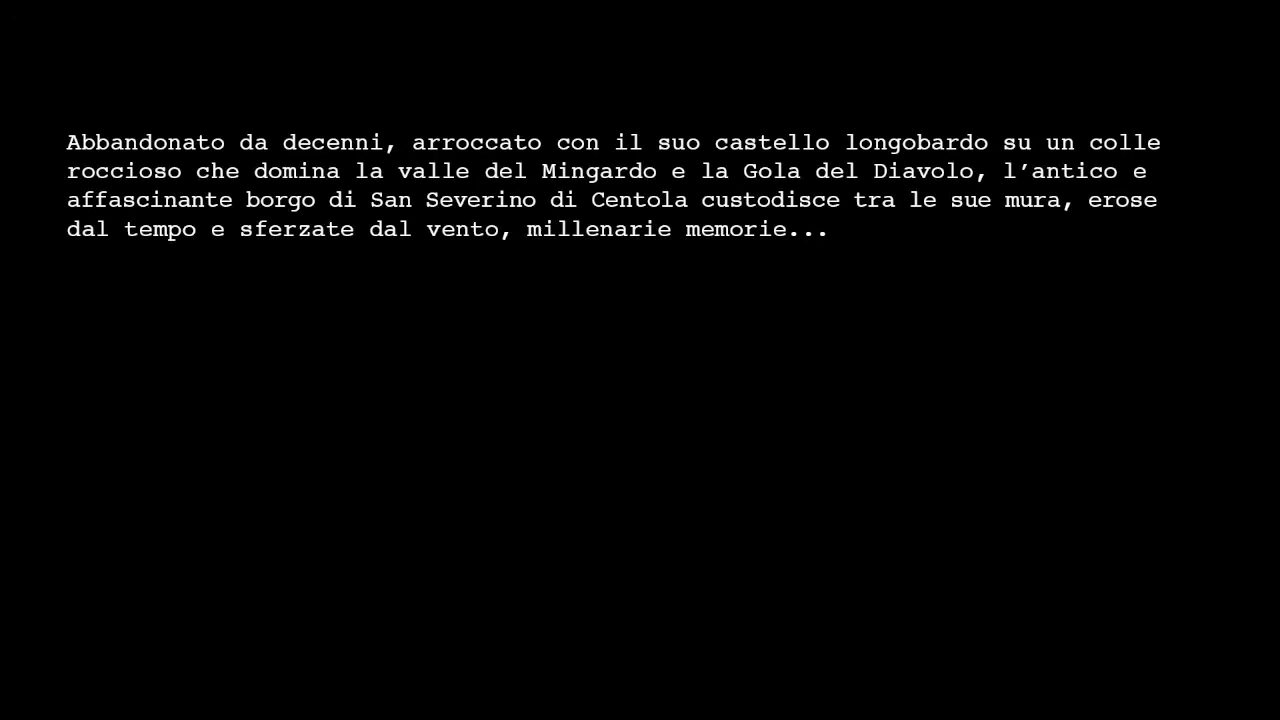 Abbandonato da decenni, arroccato con il suo castello longobardo su un colle
roccioso che domina la valle del Mingardo e la Gola del Diavolo, l’antico e
affascinante borgo di San Severino di Centola custodisce tra le sue mura, erose
dal tempo e sferzate dal vento, millenarie memorie...